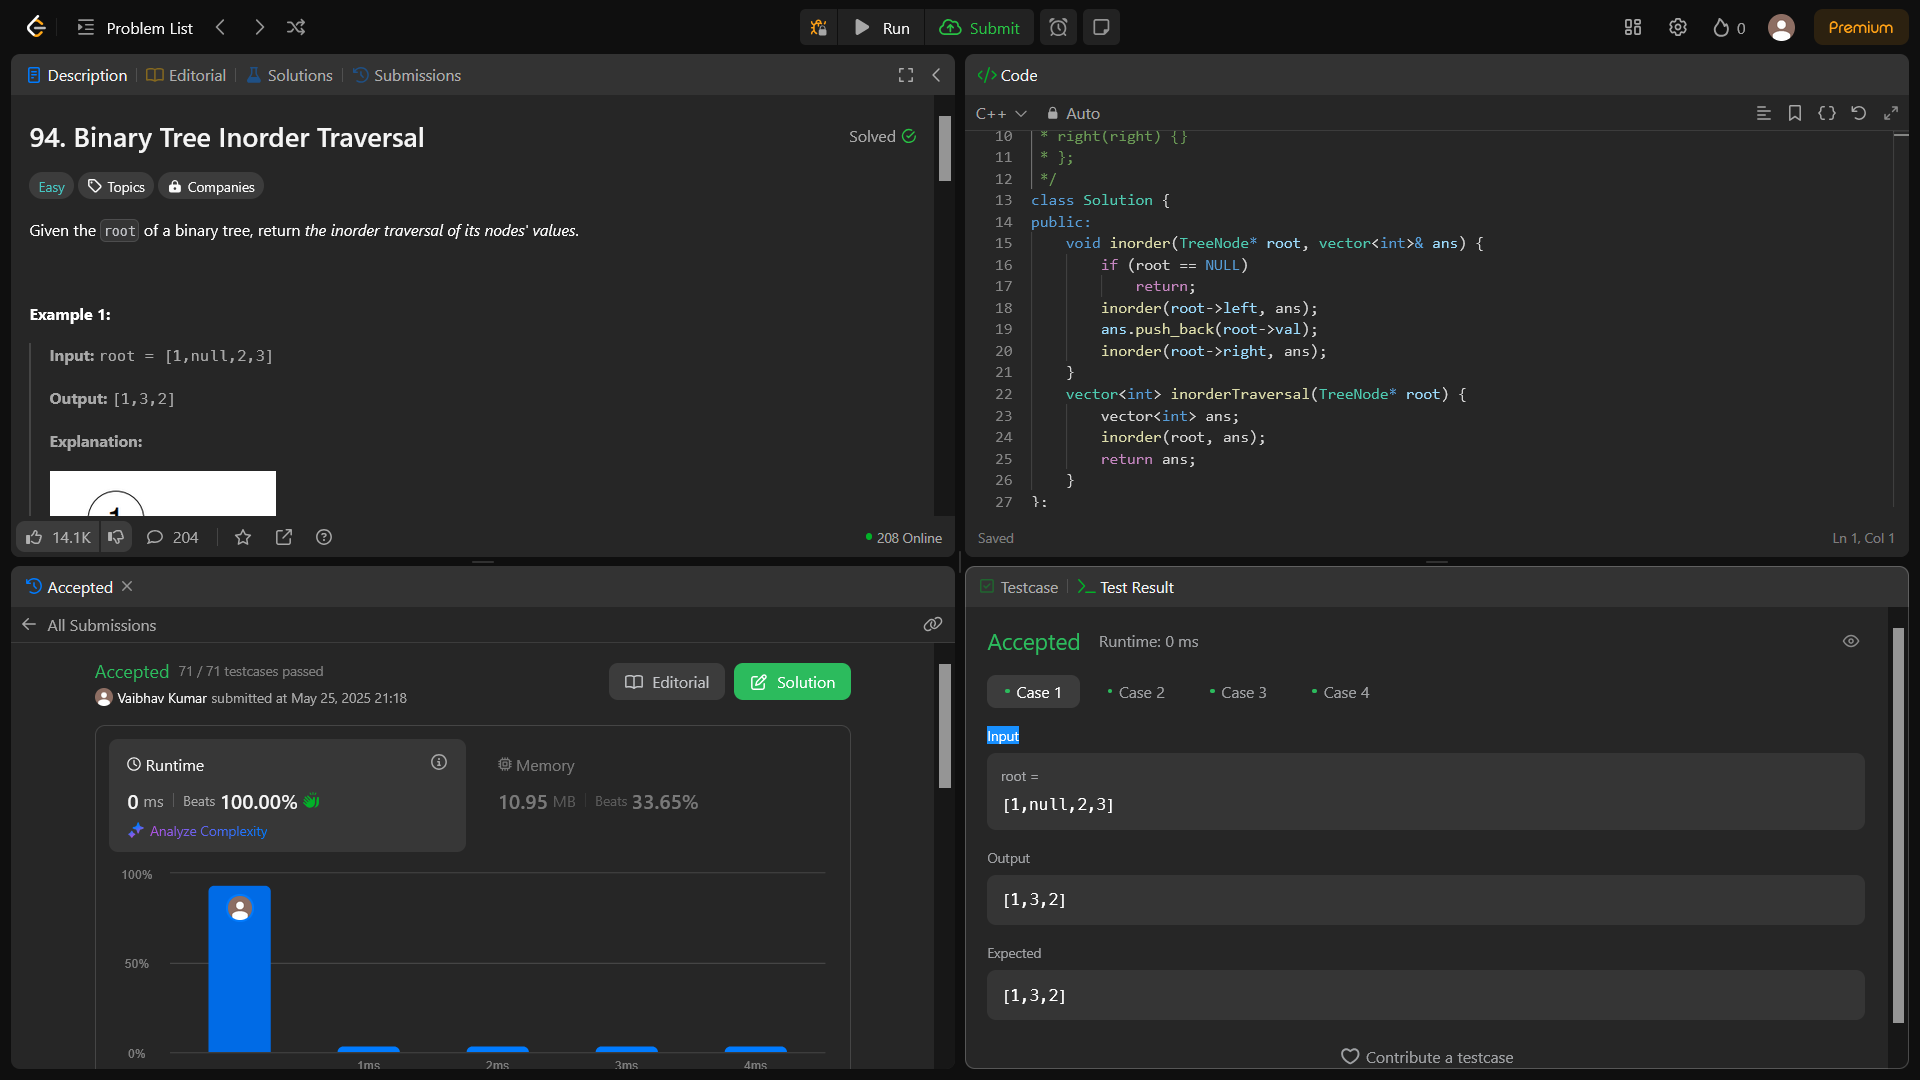 Problem List
Run
Submit
0
Premium
Description
Editorial
Solutions
Submissions
94. Binary Tree Inorder Traversal
Solved
Easy
Topics
Companies
Given the root of a binary tree, return the inorder traversal of its nodes' values.
Example 1:
Input: root = [1,null,2,3]
Output: [1,3,2]
Explanation:
1
14.1K
204
208 Online
</> Code
C++
Auto
10 * right(right) {}
11 * };
12 */
13 class Solution {
14 public:
15 void inorder(TreeNode* root, vector<int>& ans) {
16 if (root == NULL)
17 return;
18 inorder(root->left, ans);
19 ans.push_back(root->val);
20 inorder(root->right, ans);
21 }
22 vector<int> inorderTraversal(TreeNode* root) {
23 vector<int> ans;
24 inorder(root, ans);
25 return ans;
26 }
27 };
Saved
Ln 1, Col 1
Accepted
All Submissions
Accepted 71 / 71 testcases passed
Vaibhav Kumar submitted at May 25, 2025 21:18
Editorial
Solution
Runtime
0 ms
Beats 100.00%
Analyze Complexity
Memory
10.95 MB
Beats 33.65%
100%
50%
0%
1ms
2ms
3ms
4ms
Testcase
Test Result
Accepted Runtime: 0 ms
Case 1
Case 2
Case 3
Case 4
Input
root =
[1,null,2,3]
Output
[1,3,2]
Expected
[1,3,2]
Contribute a testcase